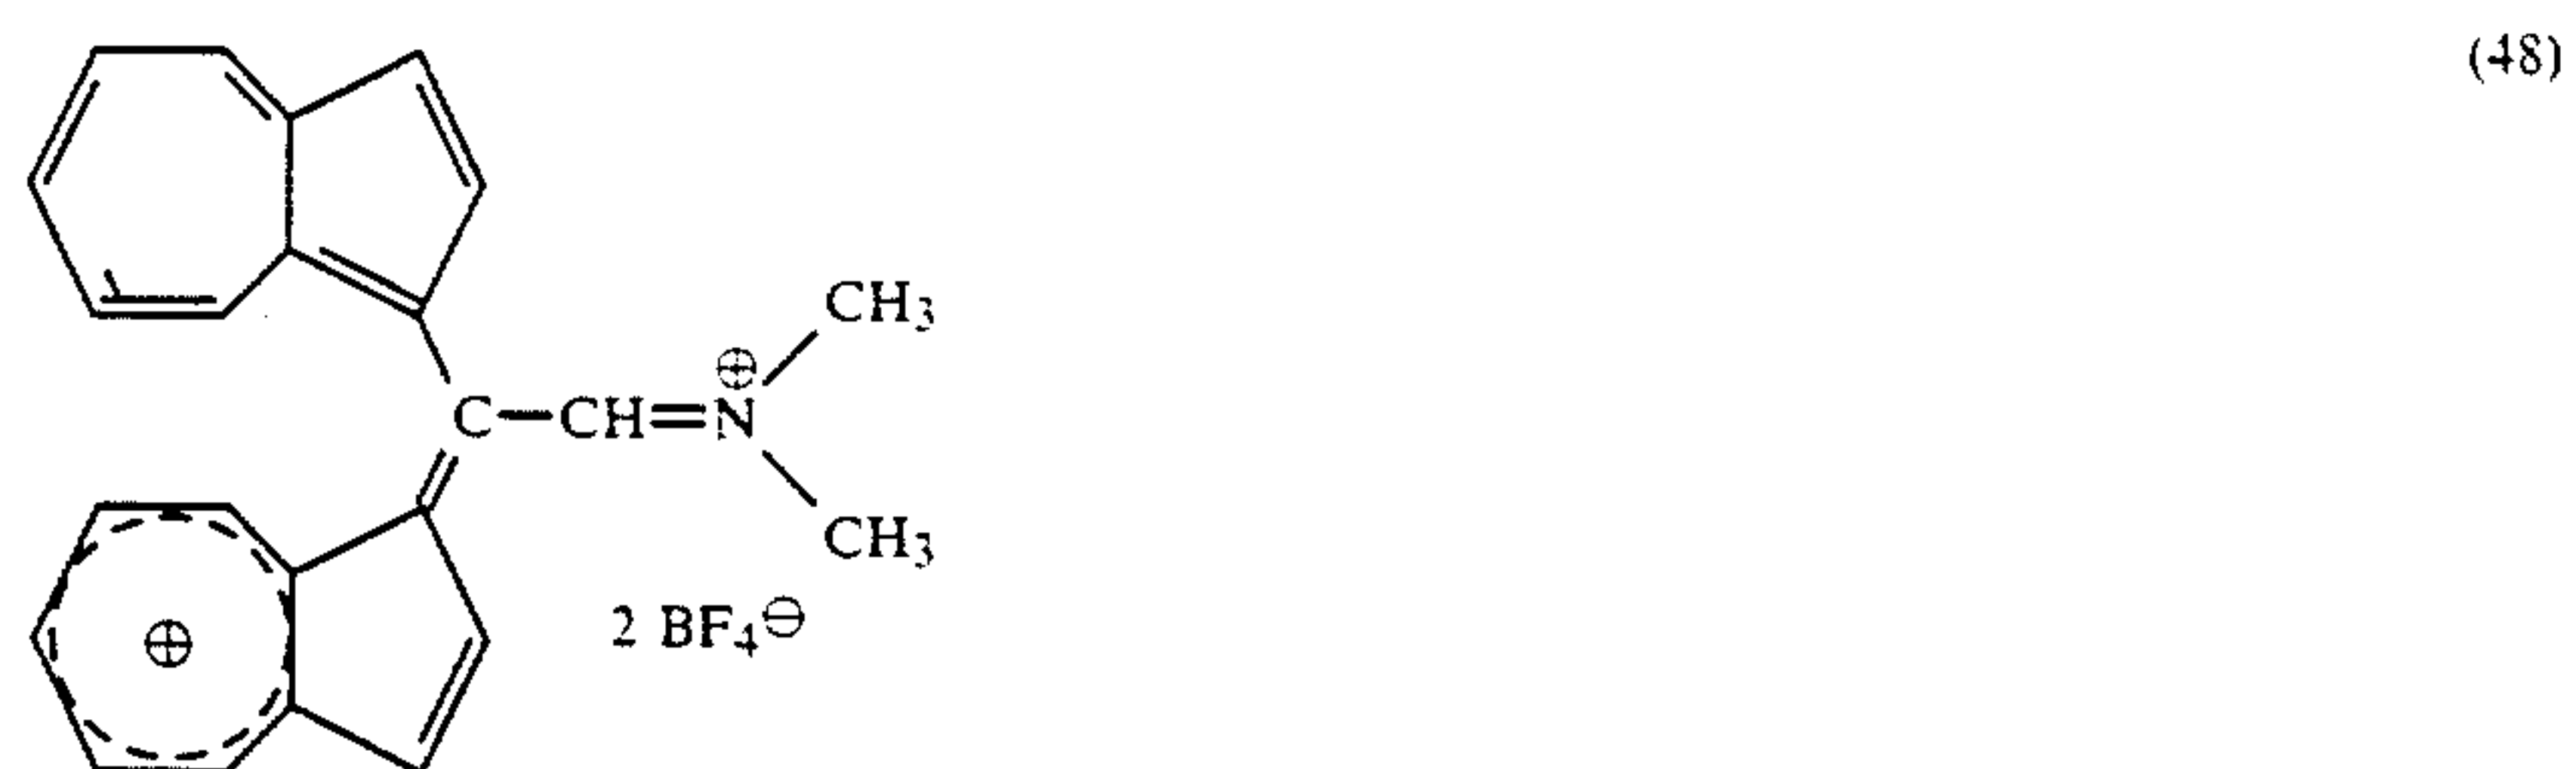 (48)
CH3
⊕
C—CH=N
CH3
⊕
2 BF4⊖